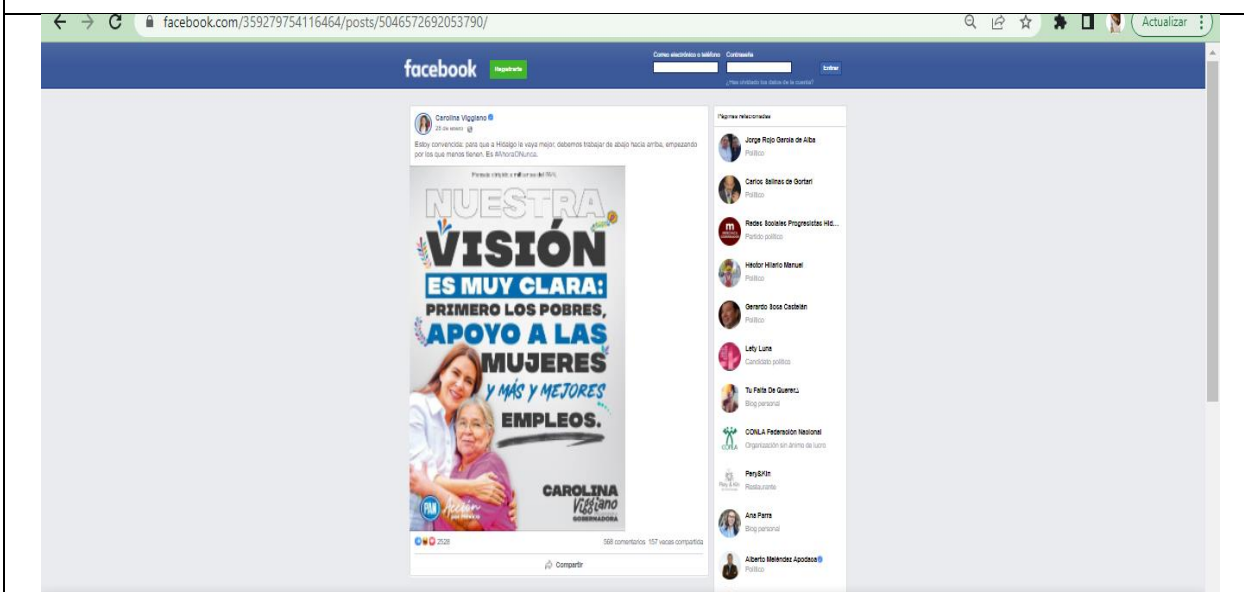 facebook.com/359279754116464/posts/5046572692053790/
Actualizar
facebook
Registrarte
Correo electrónico o teléfono
Contraseña
Entrar
¿Has olvidado los datos de la cuenta?
Carolina Viggiano
Estoy convencida: para que a Hidalgo le vaya mejor, debemos trabajar de abajo hacia arriba, empezando
por los que menos tienen. Es #AhoraONunca.
NUESTRA
VISIÓN
ES MUY CLARA:
PRIMERO LOS POBRES,
APOYO A LAS
MUJERES
Y MÁS Y MEJORES
EMPLEOS.
CAROLINA
Viggiano
GOBERNADORA
PAN
Acción
por México
2528
568 comentarios 157 veces compartida
Compartir
Páginas relacionadas
Jorge Rojo García de Alba
Político
Carlos Salinas de Gortari
Político
Redes Sociales Progresistas Hid...
Partido político
Héctor Hilario Manuel
Político
Gerardo Sosa Castelán
Político
Lety Luna
Candidato político
Blog personal
CONLA Federación Nacional
Organización sin ánimo de lucro
Pery&Kin
Restaurante
Ana Parra
Blog personal
Alberto Meléndez Apodaca
Político